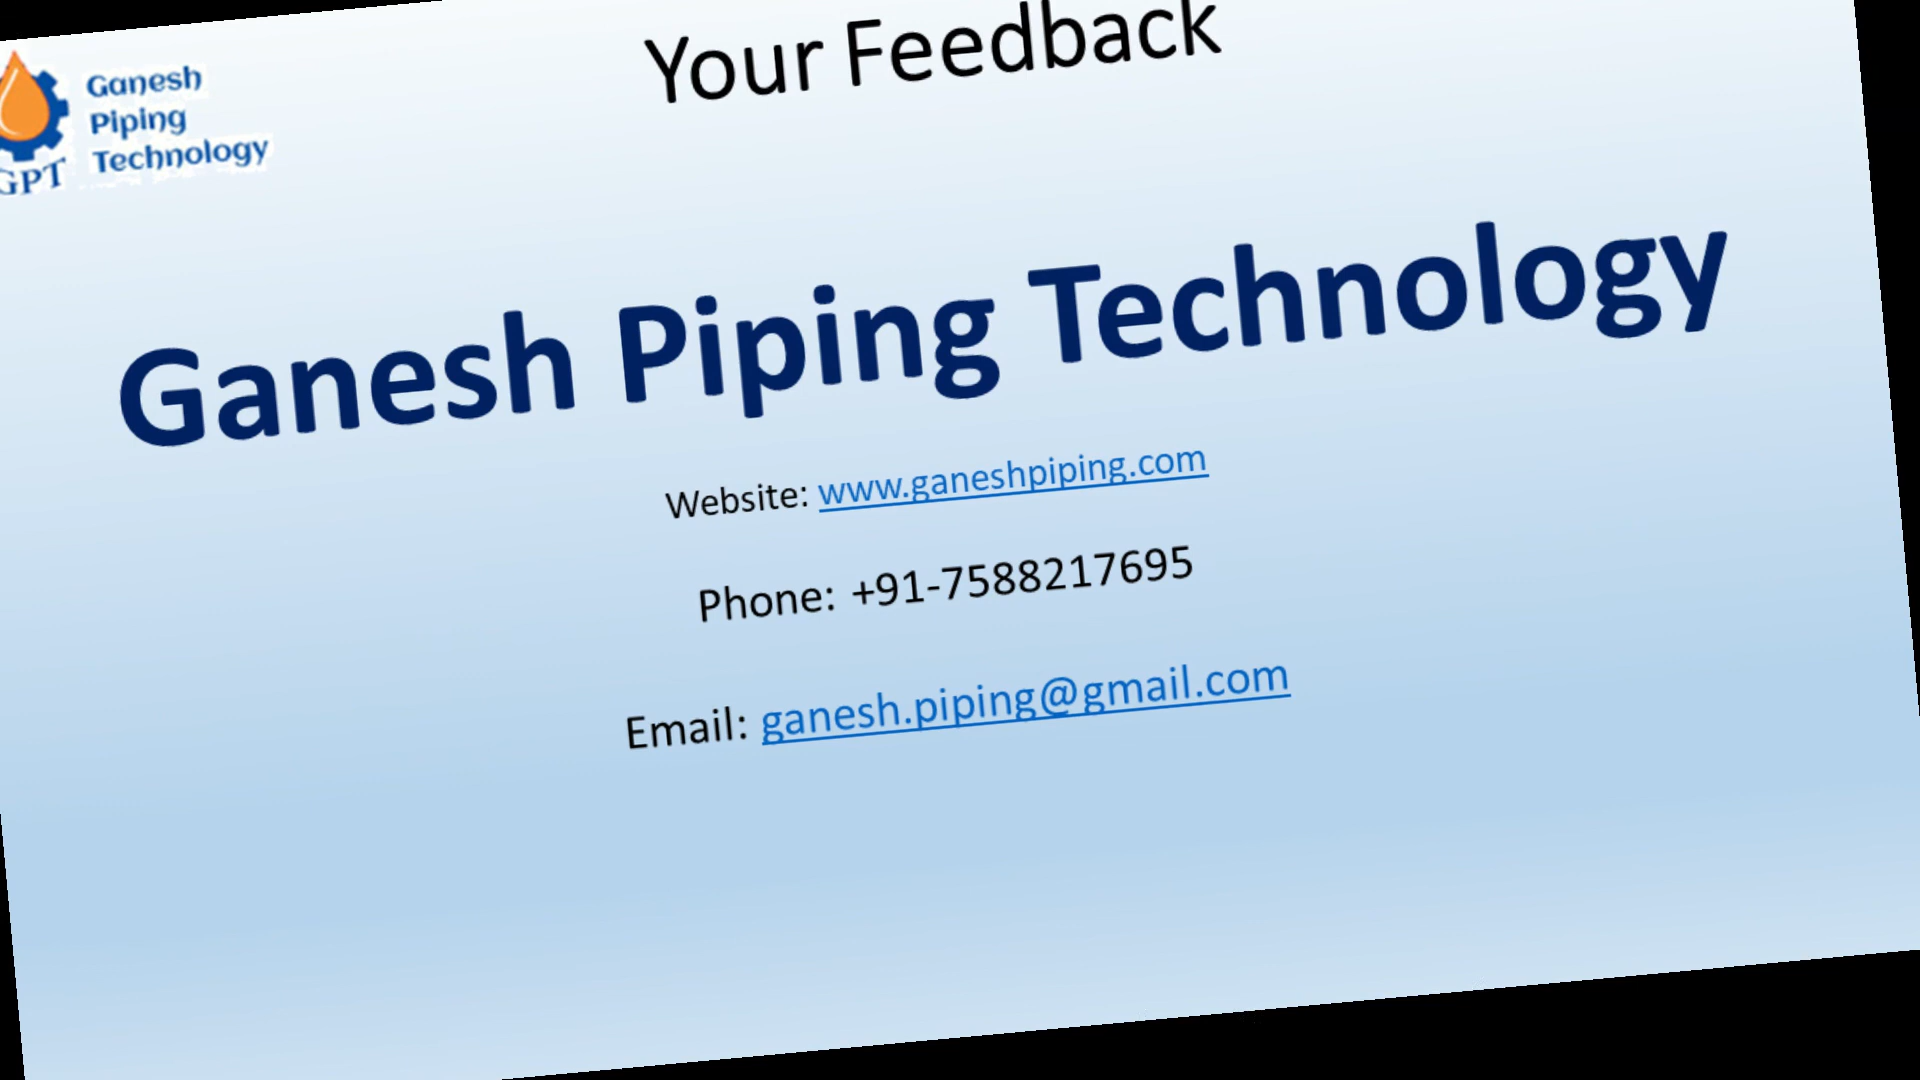 Your Feedback
Ganesh
Piping
Technology
GPT
Ganesh Piping Technology
Website: www.ganeshpiping.com
Phone: +91-7588217695
Email: ganesh.piping@gmail.com